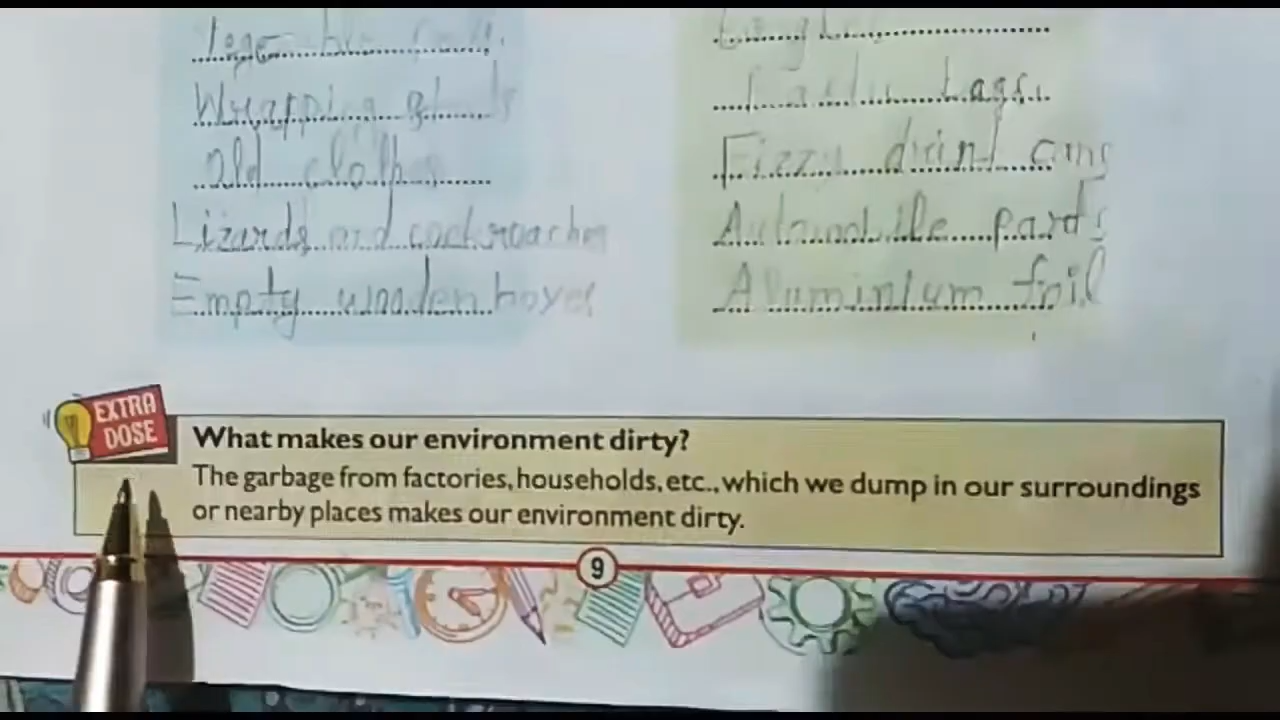 Wrapping
Old clothes
Lizards and cockroaches
Empty wooden boxes
bags.
Fizzy drink cans
Automobile parts
Aluminium foil
EXTRA
DOSE
What makes our environment dirty?
The garbage from factories, households, etc., which we dump in our surroundings
or nearby places makes our environment dirty.
9